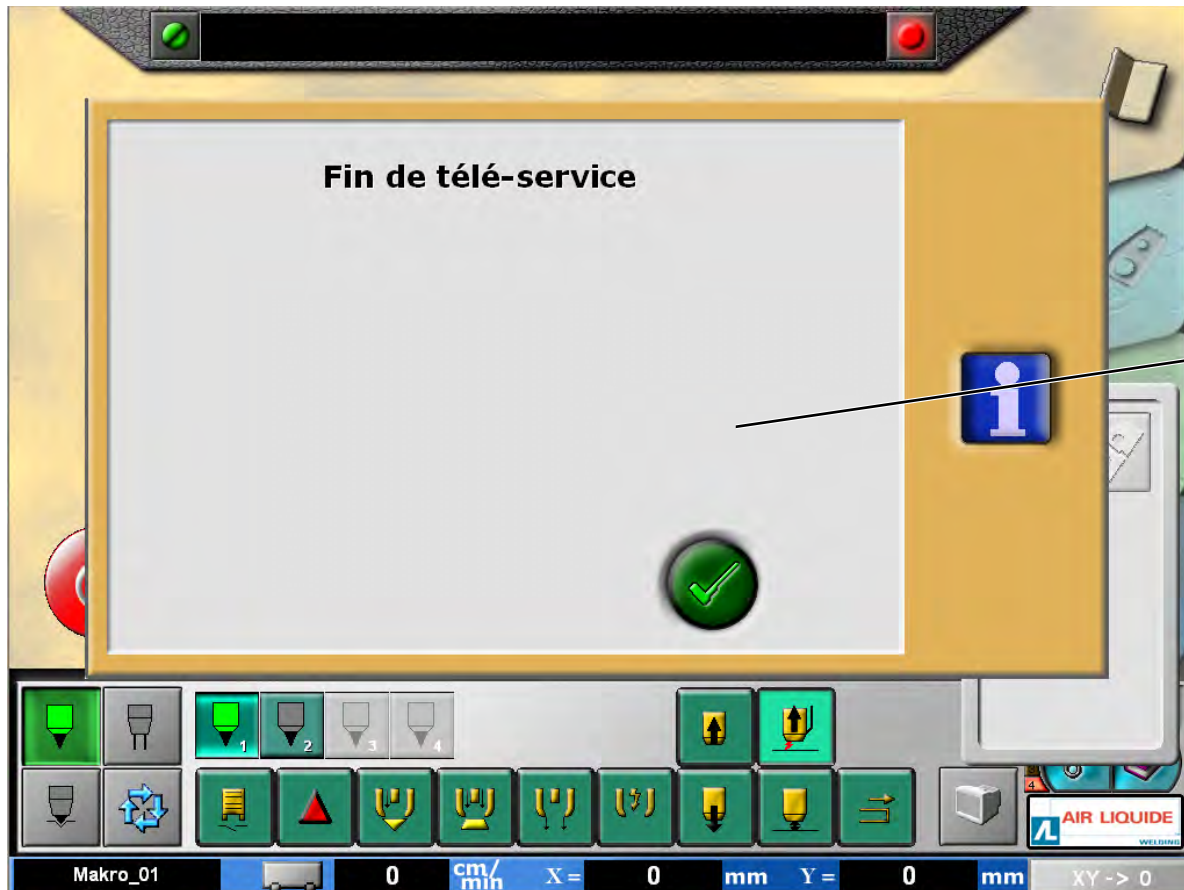 Fin de télé-service
1
2
3
4
4
AIR LIQUIDE
WELDING
Makro_01 0 cm/min X = 0 mm Y = 0 mm XY -> 0